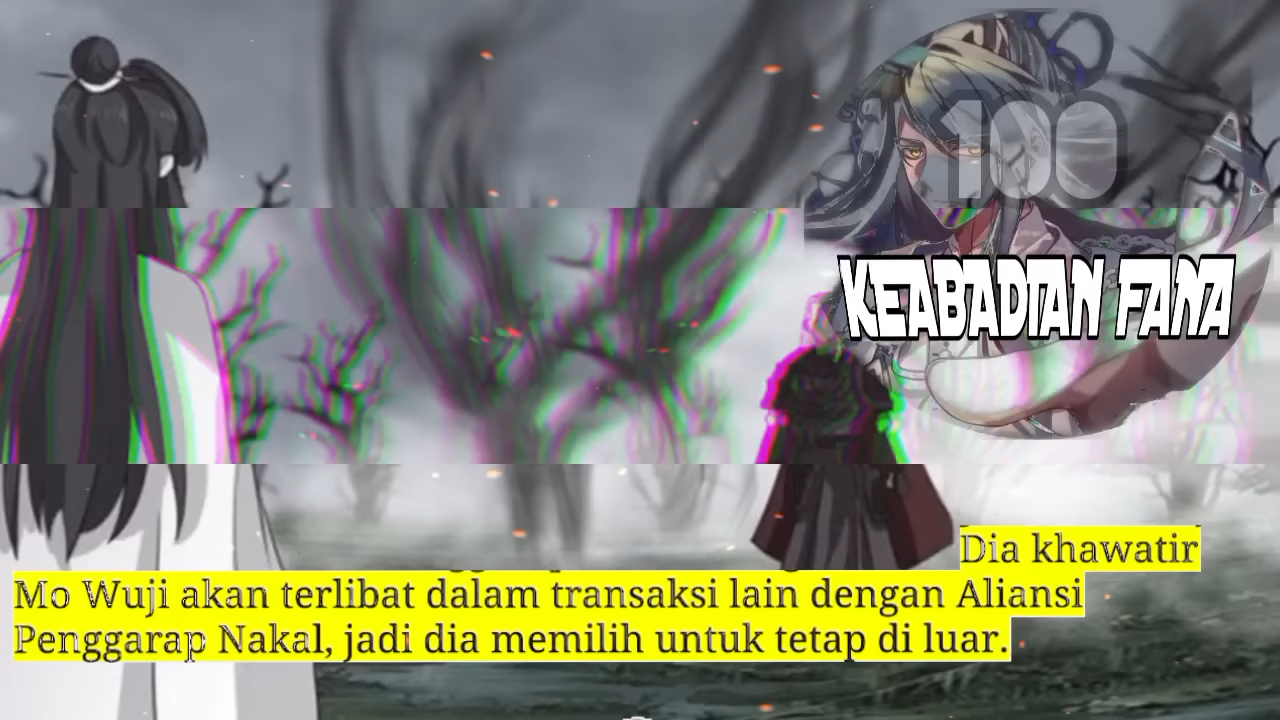 100
KEABADIAN FANA
Dia khawatir
Mo Wuji akan terlibat dalam transaksi lain dengan Aliansi
Penggarap Nakal, jadi dia memilih untuk tetap di luar.